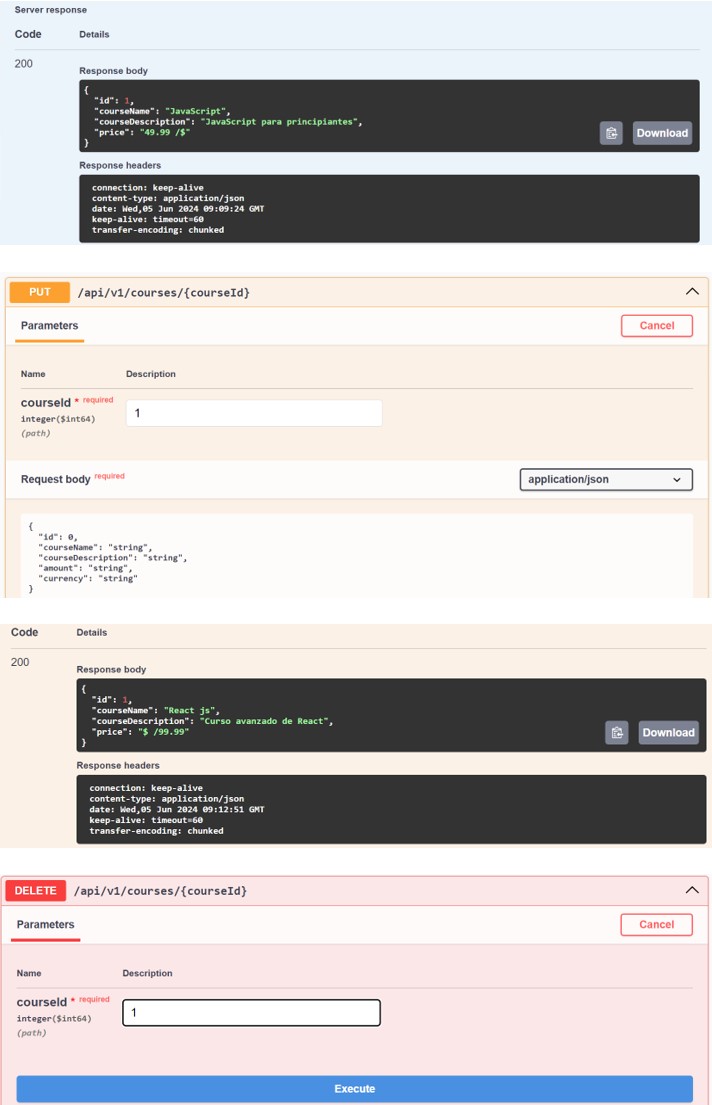 Server response
Code Details
200
Response body
{
"id": 1,
"courseName": "JavaScript",
"courseDescription": "JavaScript para principiantes",
"price": "49.99 /$"
}
Download
Response headers
connection: keep-alive
content-type: application/json
date: Wed,05 Jun 2024 09:09:24 GMT
keep-alive: timeout=60
transfer-encoding: chunked
PUT /api/v1/courses/{courseId}
Parameters Cancel
Name Description
courseId * required
integer($int64)
(path)
1
Request body required application/json
{
"id": 0,
"courseName": "string",
"courseDescription": "string",
"amount": "string",
"currency": "string"
}
Code Details
200
Response body
{
"id": 1,
"courseName": "React js",
"courseDescription": "Curso avanzado de React",
"price": "$ /99.99"
}
Download
Response headers
connection: keep-alive
content-type: application/json
date: Wed,05 Jun 2024 09:12:51 GMT
keep-alive: timeout=60
transfer-encoding: chunked
DELETE /api/v1/courses/{courseId}
Parameters Cancel
Name Description
courseId * required
integer($int64)
(path)
1
Execute